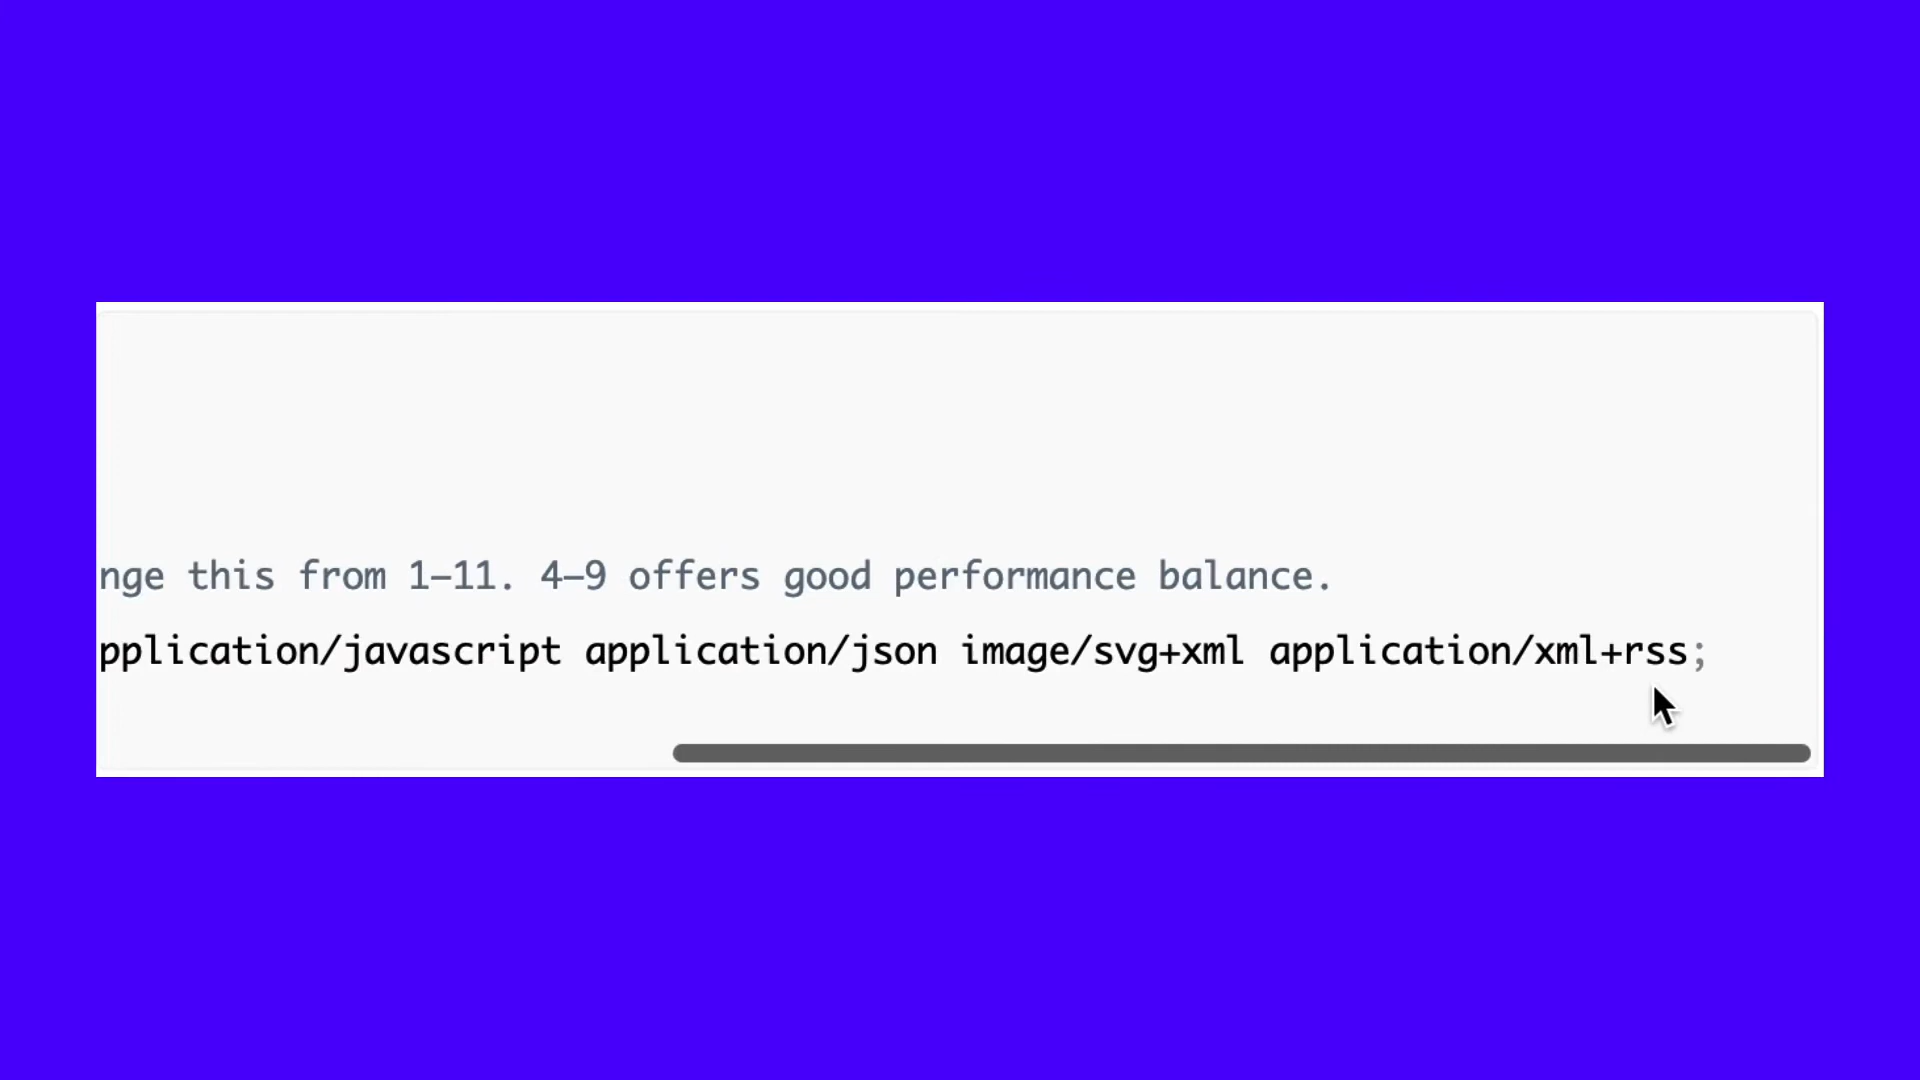 nge this from 1–11. 4–9 offers good performance balance.
pplication/javascript application/json image/svg+xml application/xml+rss;